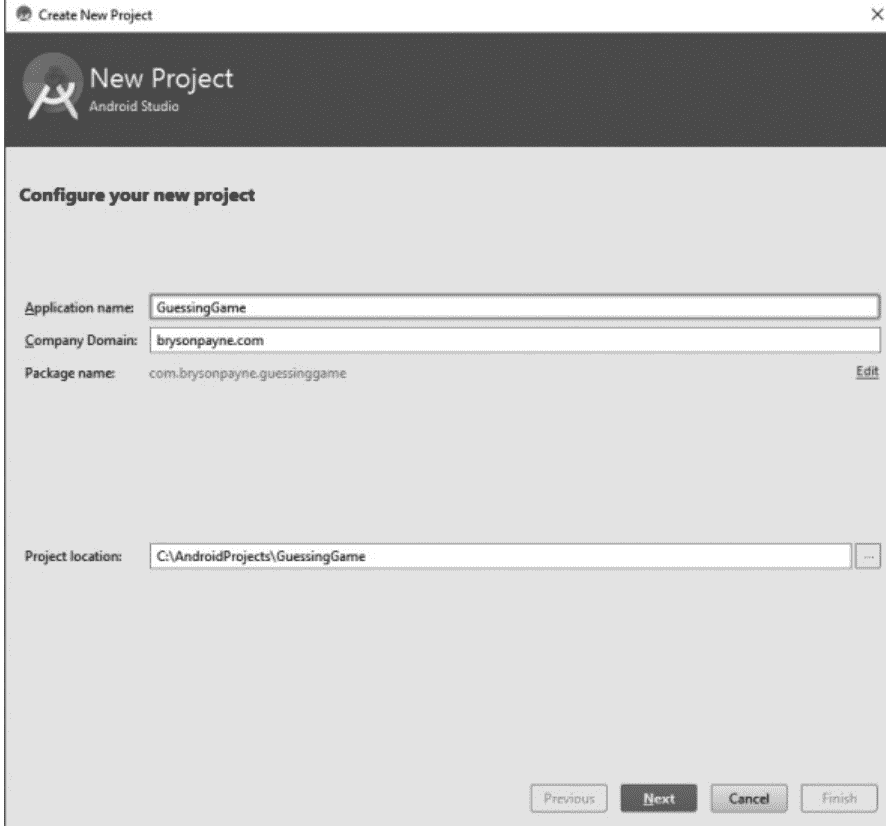 Create New Project
New Project
Android Studio
Configure your new project
Application name: GuessingGame
Company Domain: brysonpayne.com
Package name: com.brysonpayne.guessinggame Edit
Project location: C:\AndroidProjects\GuessingGame ...
Previous Next Cancel Finish